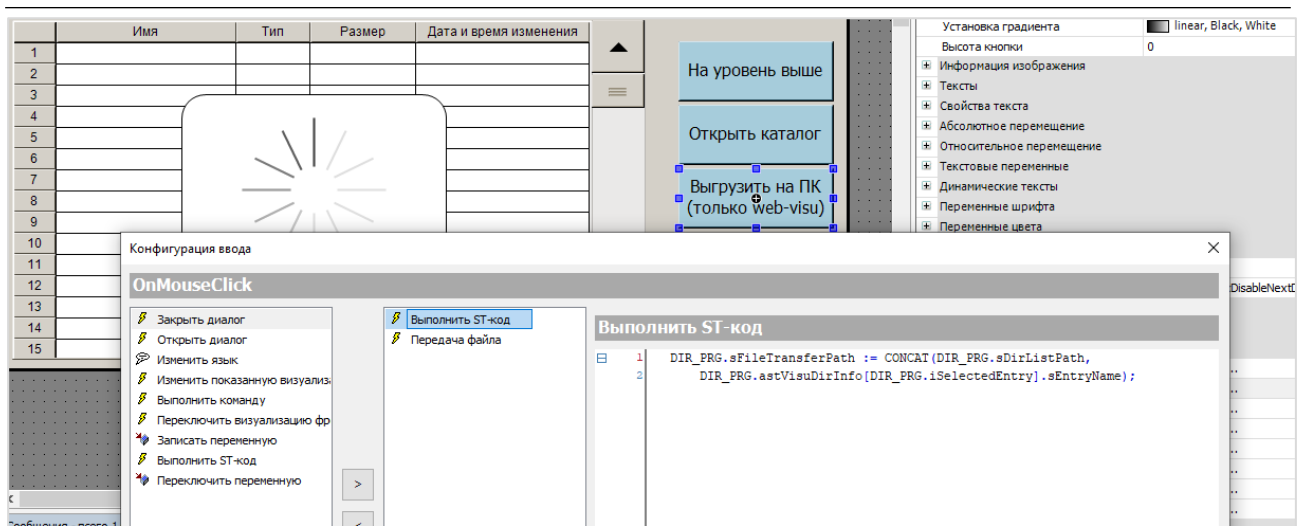 Имя Тип Размер Дата и время изменения
1
2
3
4
5
6
7
8
9
10
11
12
13
14
15
На уровень выше
Открыть каталог
Выгрузить на ПК
(только web-visu)
Установка градиента linear, Black, White
Высота кнопки 0
Информация изображения
Тексты
Свойства текста
Абсолютное перемещение
Относительное перемещение
Текстовые переменные
Динамические тексты
Переменные шрифта
Переменные цвета
DisableNextD
Конфигурация ввода
OnMouseClick
Закрыть диалог
Открыть диалог
Изменить язык
Изменить показанную визуализ
Выполнить команду
Переключить визуализацию фр
Записать переменную
Выполнить ST-код
Переключить переменную
>
<
Выполнить ST-код
Передача файла
Выполнить ST-код
1 DIR_PRG.sFileTransferPath := CONCAT(DIR_PRG.sDirListPath,
2 DIR_PRG.astVisuDirInfo[DIR_PRG.iSelectedEntry].sEntryName);